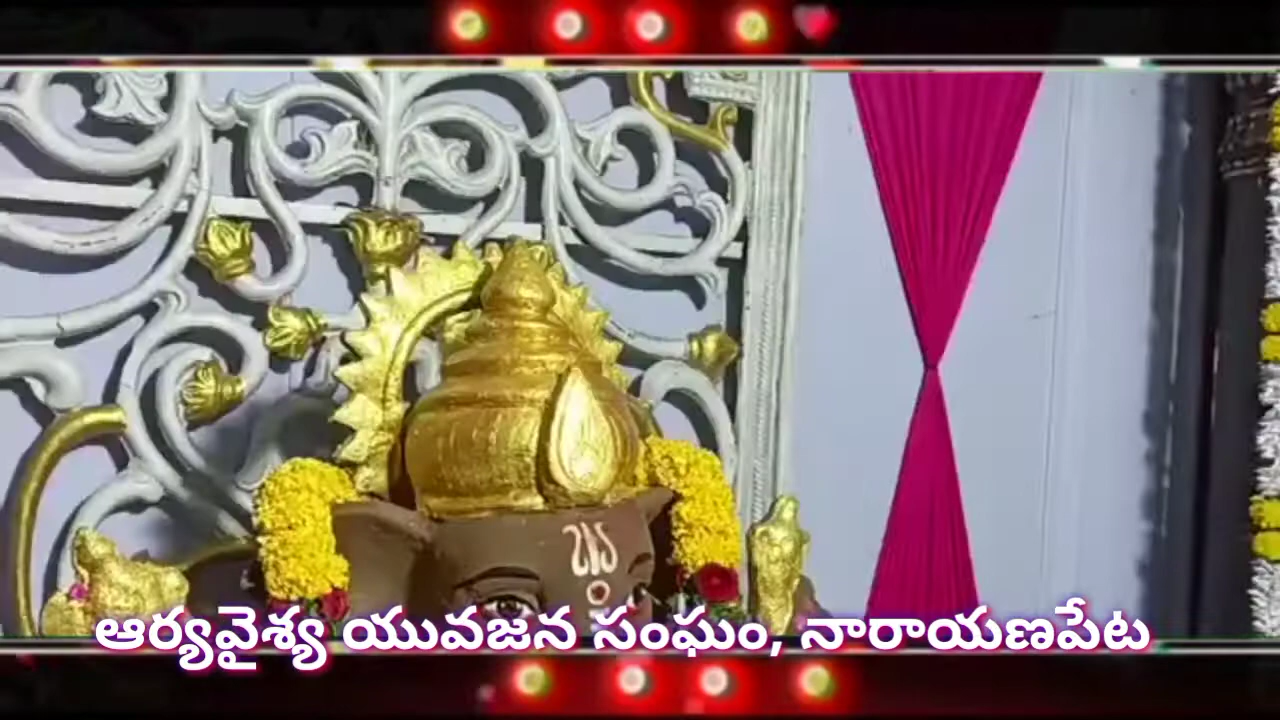 ఆర్యవైశ్య యువజన సంఘం, నారాయణపేట